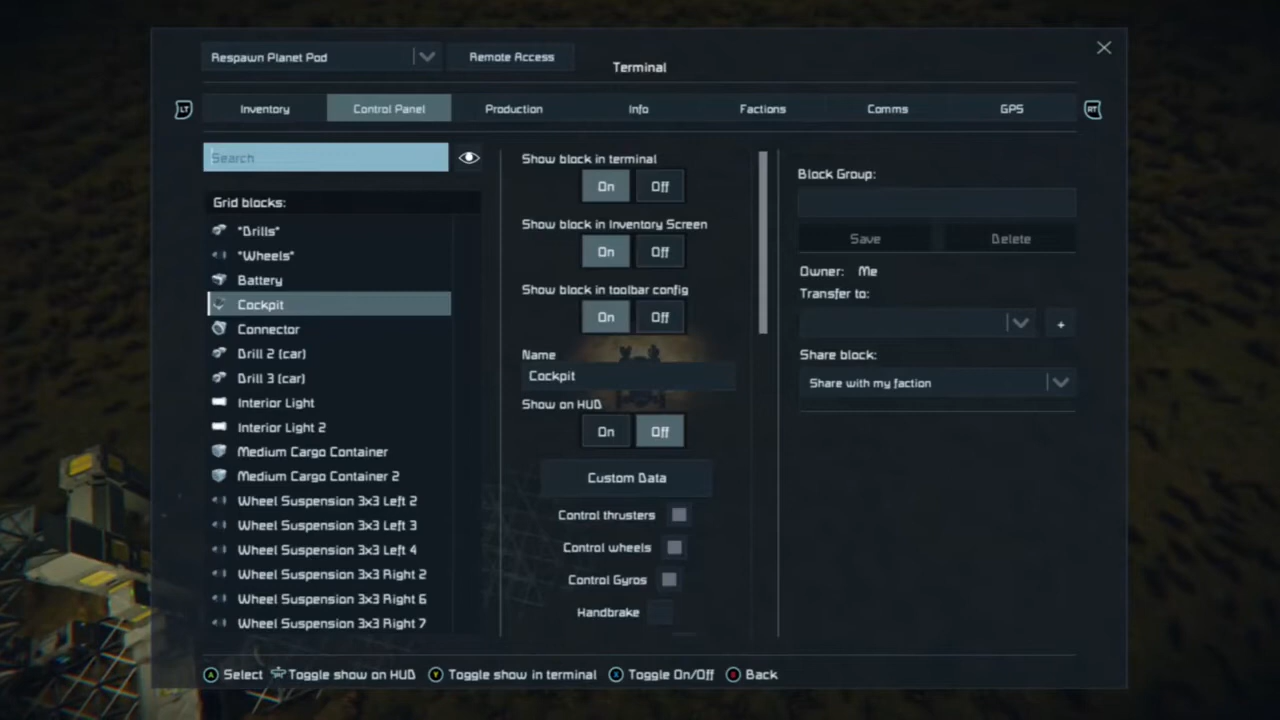 Respawn Planet Pod
Remote Access
Terminal
LT
Inventory
Control Panel
Production
Info
Factions
Comms
GPS
RT
Search
Grid blocks:
*Drills*
*Wheels*
Battery
Cockpit
Connector
Drill 2 (car)
Drill 3 (car)
Interior Light
Interior Light 2
Medium Cargo Container
Medium Cargo Container 2
Wheel Suspension 3x3 Left 2
Wheel Suspension 3x3 Left 3
Wheel Suspension 3x3 Left 4
Wheel Suspension 3x3 Right 2
Wheel Suspension 3x3 Right 6
Wheel Suspension 3x3 Right 7
Show block in terminal
On Off
Show block in Inventory Screen
On Off
Show block in toolbar config
On Off
Name
Cockpit
Show on HUD
On Off
Custom Data
Control thrusters
Control wheels
Control Gyros
Handbrake
Block Group:
Save Delete
Owner: Me
Transfer to:
+
Share block:
Share with my faction
A Select Toggle show on HUD Y Toggle show in terminal X Toggle On/Off B Back